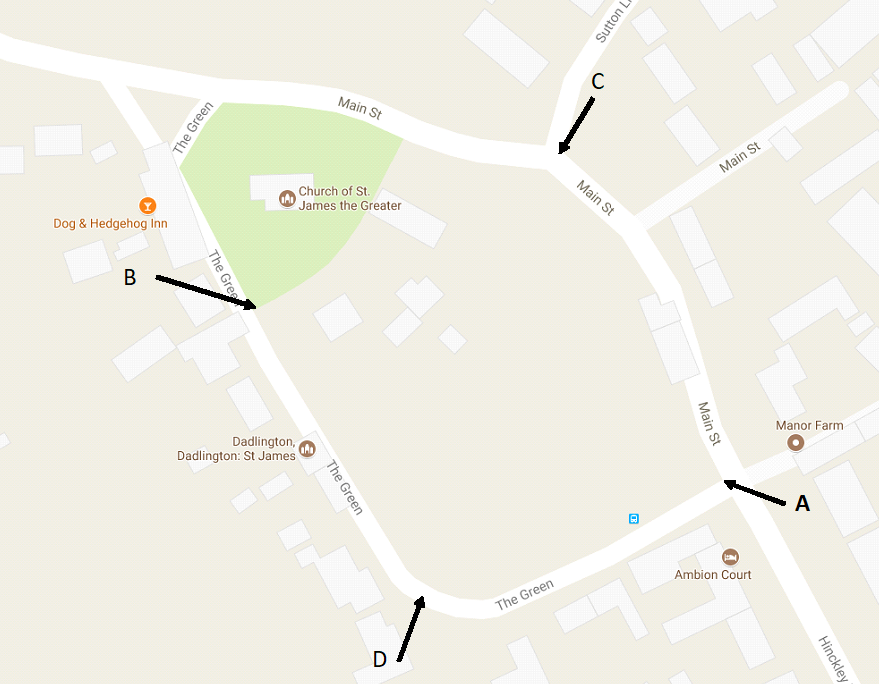 Sutton Ln
C
The Green
Main St
Main St
Church of St.
James the Greater
Main St
Dog & Hedgehog Inn
The Green
B
Main St
Manor Farm
Dadlington,
Dadlington: St James
The Green
A
Ambion Court
The Green
D
Hinckley